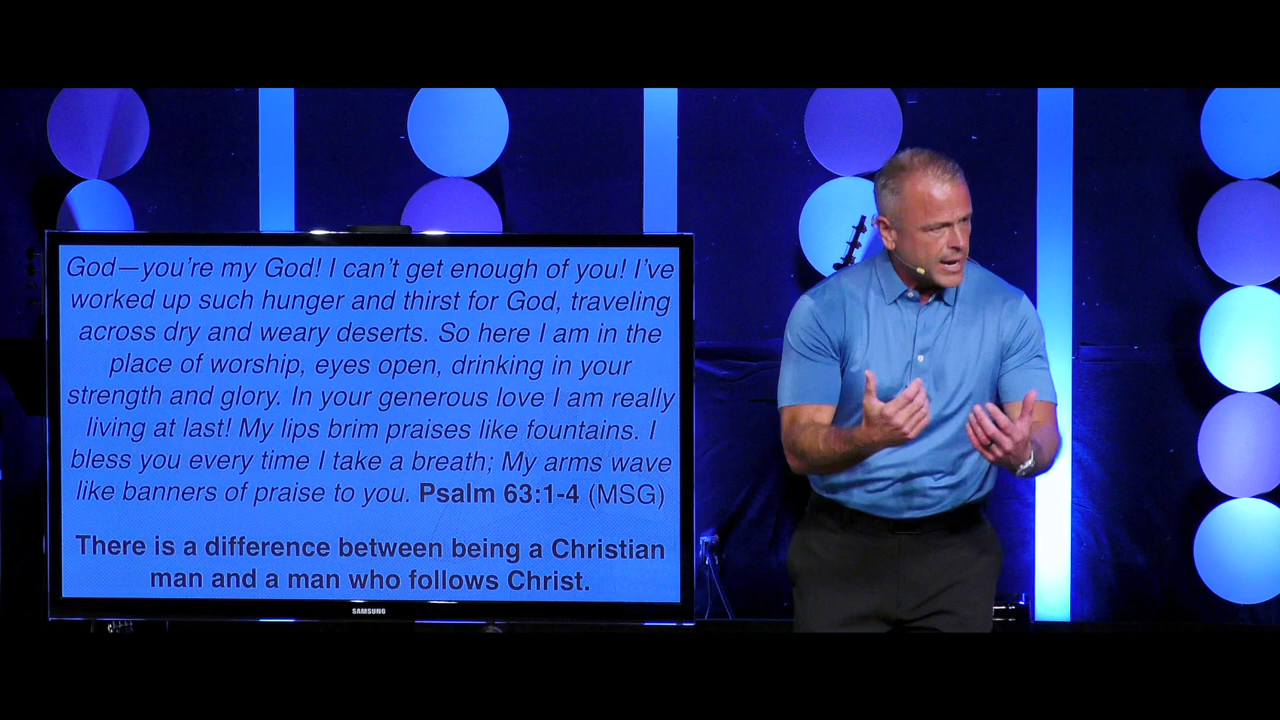 God—you're my God! I can't get enough of you! I've
worked up such hunger and thirst for God, traveling
across dry and weary deserts. So here I am in the
place of worship, eyes open, drinking in your
strength and glory. In your generous love I am really
living at last! My lips brim praises like fountains. I
bless you every time I take a breath; My arms wave
like banners of praise to you. Psalm 63:1-4 (MSG)
There is a difference between being a Christian
man and a man who follows Christ.
SAMSUNG